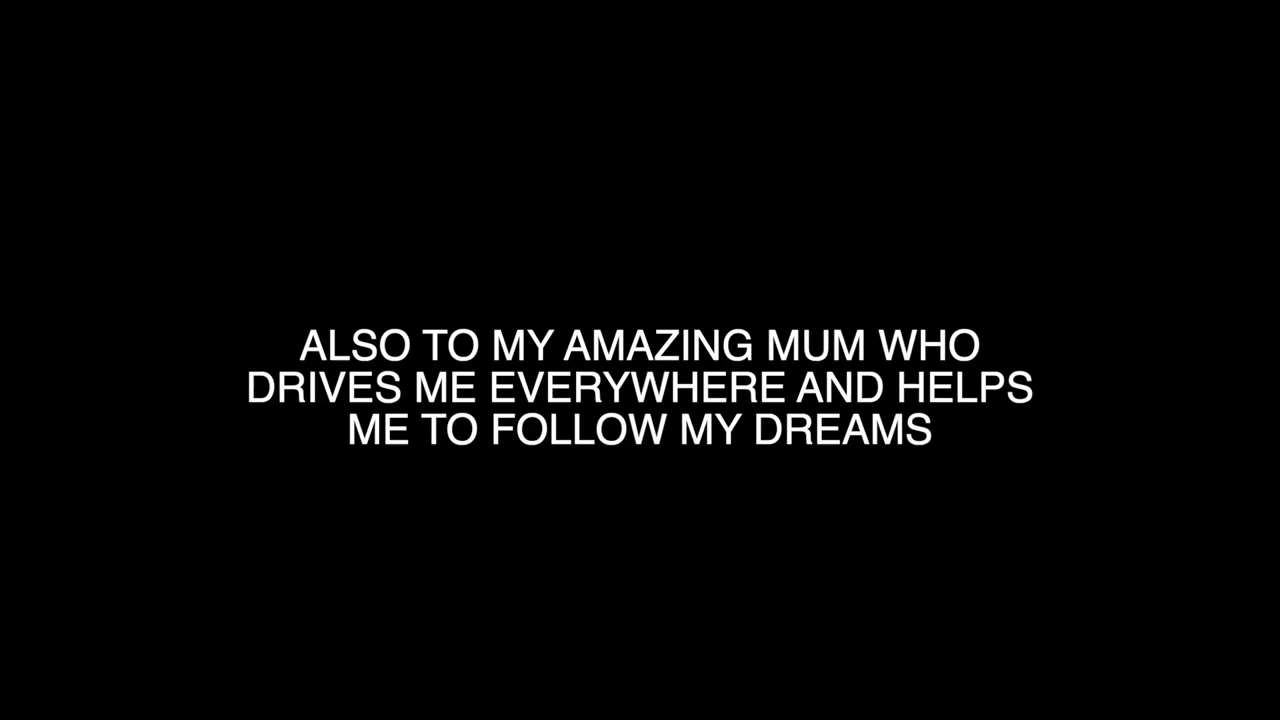 ALSO TO MY AMAZING MUM WHO
DRIVES ME EVERYWHERE AND HELPS
ME TO FOLLOW MY DREAMS